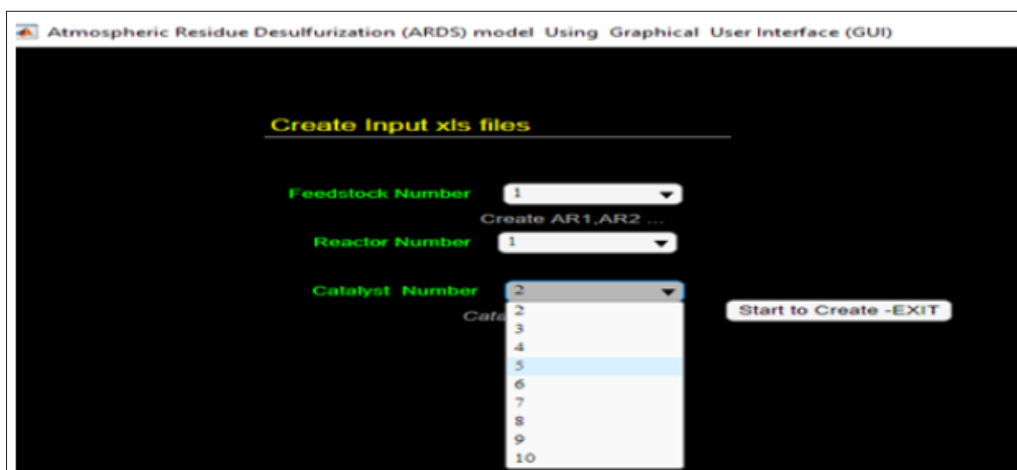 Atmospheric Residue Desulfurization (ARDS) model Using Graphical User Interface (GUI)
Create Input xls files
Feedstock Number 1
Create AR1,AR2 ...
Reactor Number 1
Catalyst Number 2
2
Start to Create -EXIT
3
4
5
6
7
8
9
10